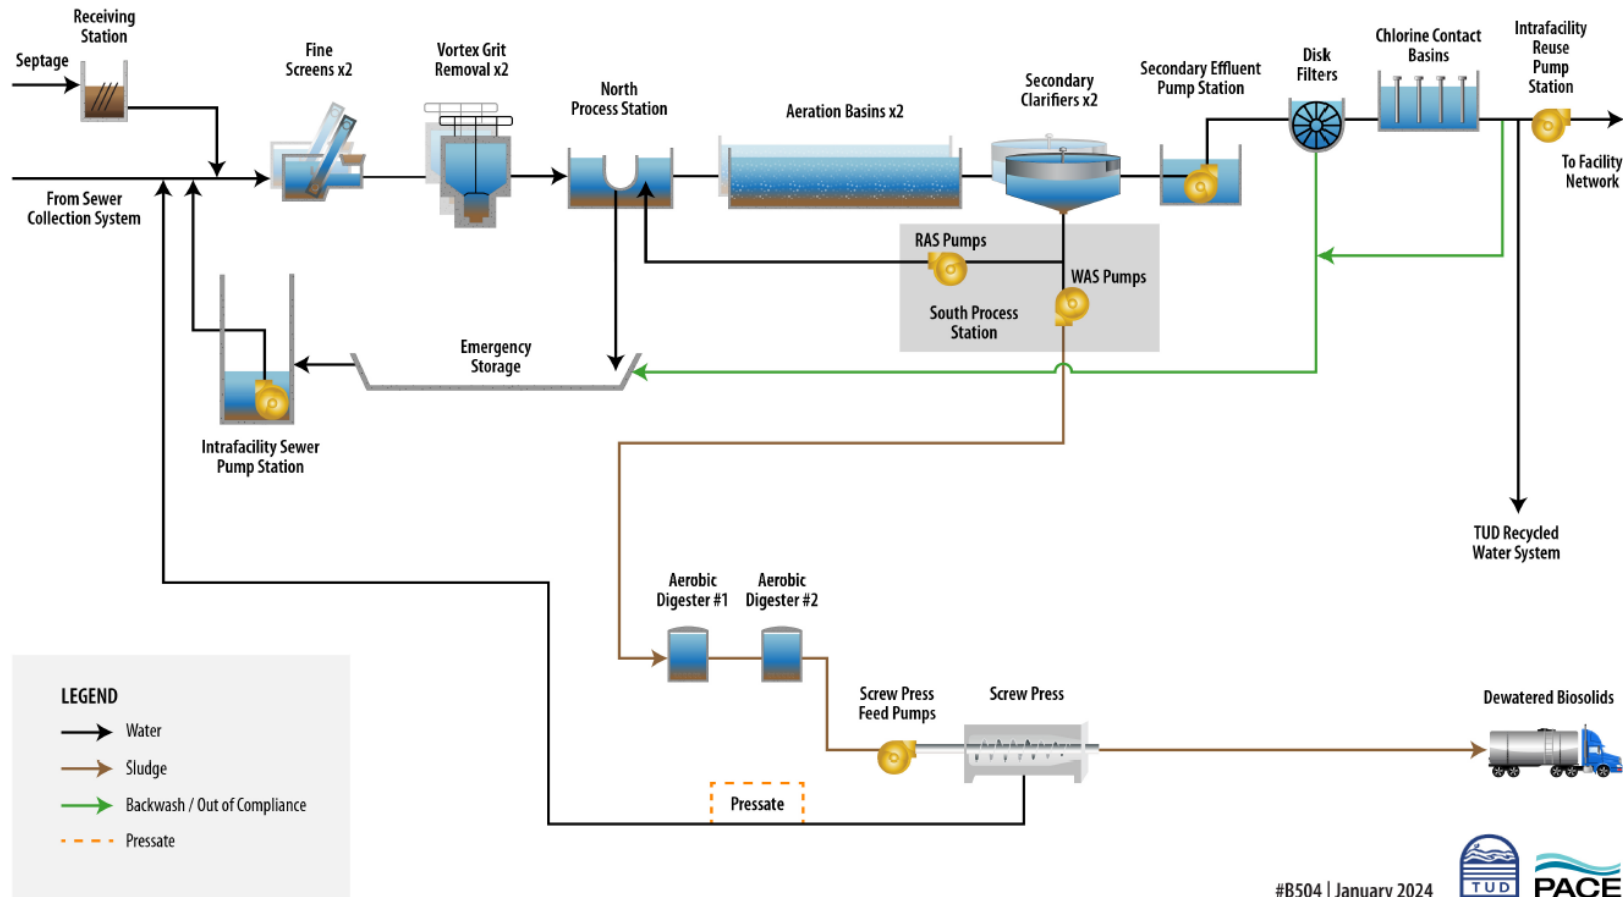 Receiving
Station
Septage
Fine
Screens x2
Vortex Grit
Removal x2
North
Process Station
Aeration Basins x2
Secondary
Clarifiers x2
Secondary Effluent
Pump Station
Disk
Filters
Chlorine Contact
Basins
Intrafacility
Reuse
Pump
Station
To Facility
Network
From Sewer
Collection System
RAS Pumps
WAS Pumps
South Process
Station
Emergency
Storage
Intrafacility Sewer
Pump Station
TUD Recycled
Water System
Aerobic
Digester #1
Aerobic
Digester #2
Screw Press
Feed Pumps
Screw Press
Dewatered Biosolids
Pressate
LEGEND
Water
Sludge
Backwash / Out of Compliance
Pressate
#B504 | January 2024
TUD
PACE